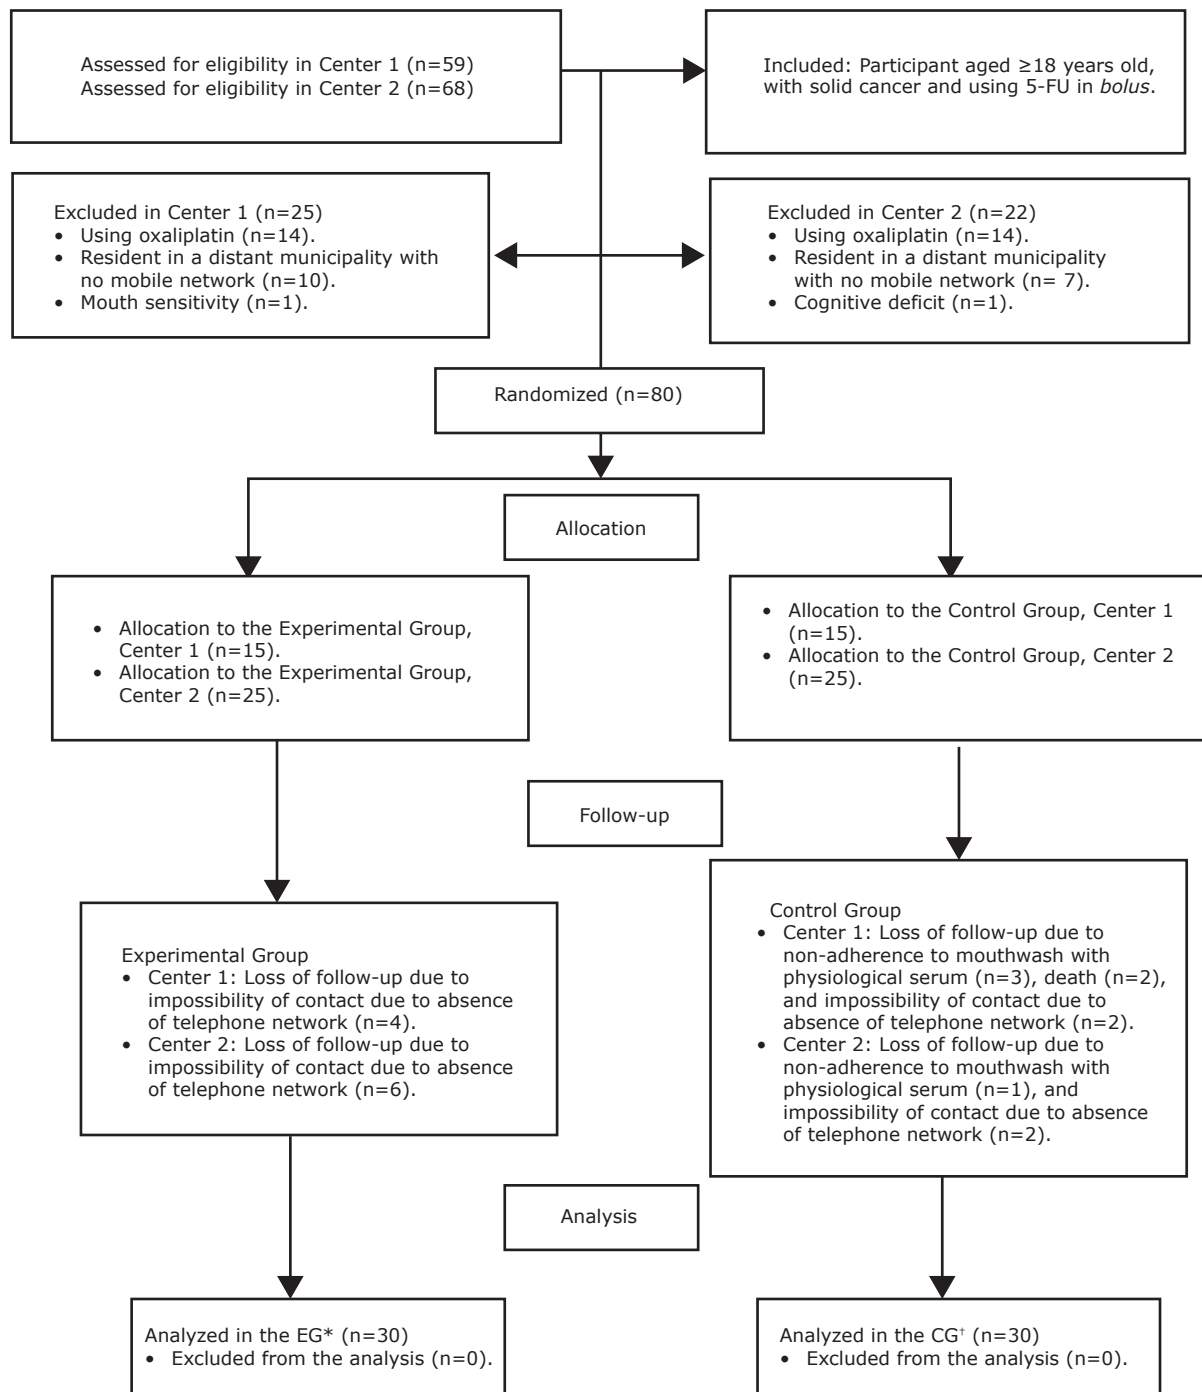 Assessed for eligibility in Center 1 (n=59)
Assessed for eligibility in Center 2 (n=68)
Included: Participant aged ≥18 years old,
with solid cancer and using 5-FU in bolus.
Excluded in Center 1 (n=25)
• Using oxaliplatin (n=14).
• Resident in a distant municipality with
no mobile network (n=10).
• Mouth sensitivity (n=1).
Excluded in Center 2 (n=22)
• Using oxaliplatin (n=14).
• Resident in a distant municipality
with no mobile network (n= 7).
• Cognitive deficit (n=1).
Randomized (n=80)
Allocation
• Allocation to the Experimental Group,
Center 1 (n=15).
• Allocation to the Experimental Group,
Center 2 (n=25).
• Allocation to the Control Group, Center 1
(n=15).
• Allocation to the Control Group, Center 2
(n=25).
Follow-up
Experimental Group
• Center 1: Loss of follow-up due to
impossibility of contact due to absence
of telephone network (n=4).
• Center 2: Loss of follow-up due to
impossibility of contact due to absence
of telephone network (n=6).
Control Group
• Center 1: Loss of follow-up due to
non-adherence to mouthwash with
physiological serum (n=3), death (n=2),
and impossibility of contact due to
absence of telephone network (n=2).
• Center 2: Loss of follow-up due to
non-adherence to mouthwash with
physiological serum (n=1), and
impossibility of contact due to absence
of telephone network (n=2).
Analysis
Analyzed in the EG* (n=30)
• Excluded from the analysis (n=0).
Analyzed in the CG† (n=30)
• Excluded from the analysis (n=0).